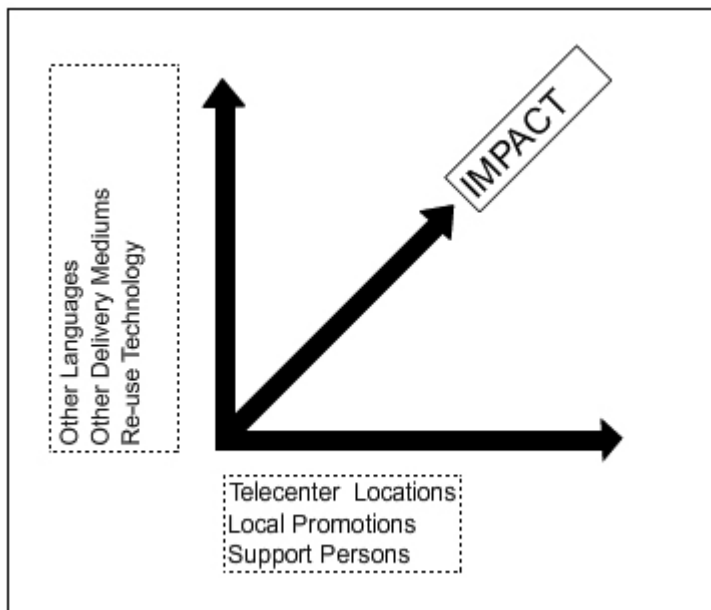 IMPACT
Other Languages
Other Delivery Mediums
Re-use Technology
Telecenter Locations
Local Promotions
Support Persons